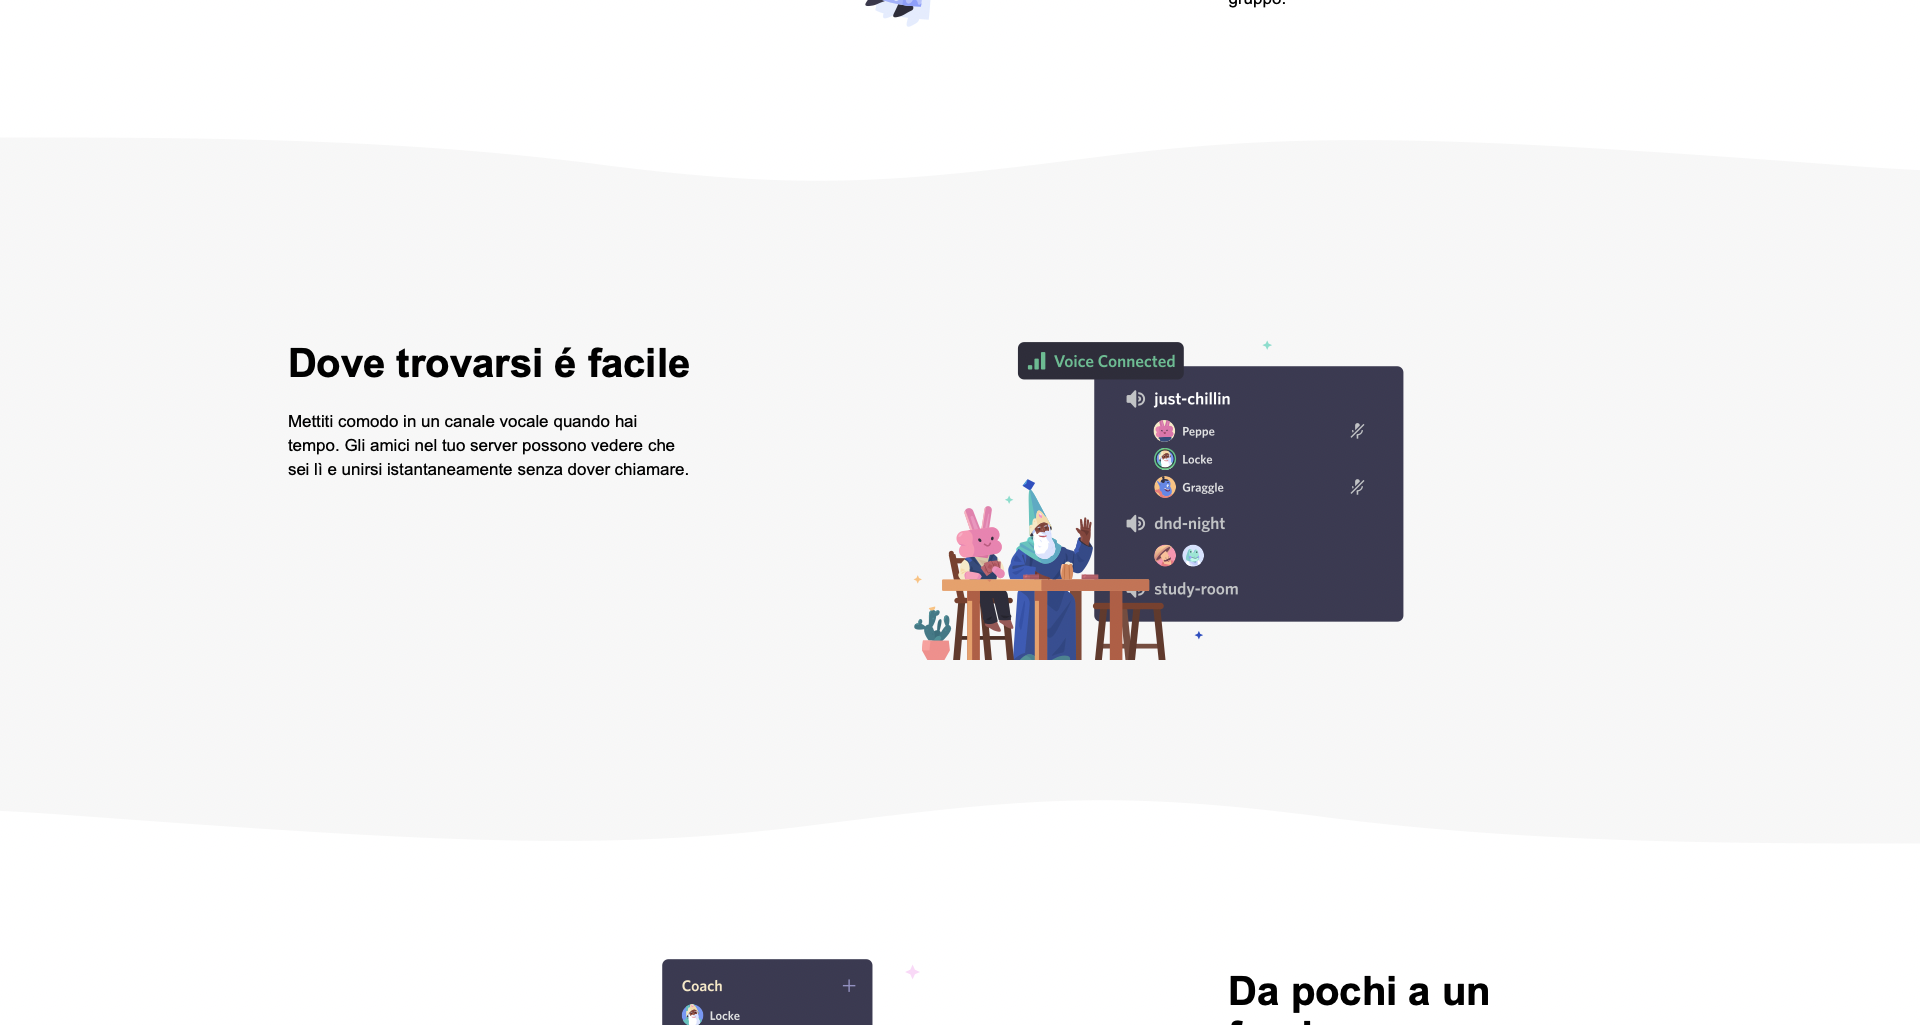 gruppo.
Dove trovarsi é facile
Mettiti comodo in un canale vocale quando hai
tempo. Gli amici nel tuo server possono vedere che
sei lì e unirsi istantaneamente senza dover chiamare.
Voice Connected
just-chillin
Peppe
Locke
Graggle
dnd-night
study-room
Coach
Locke
Da pochi a un